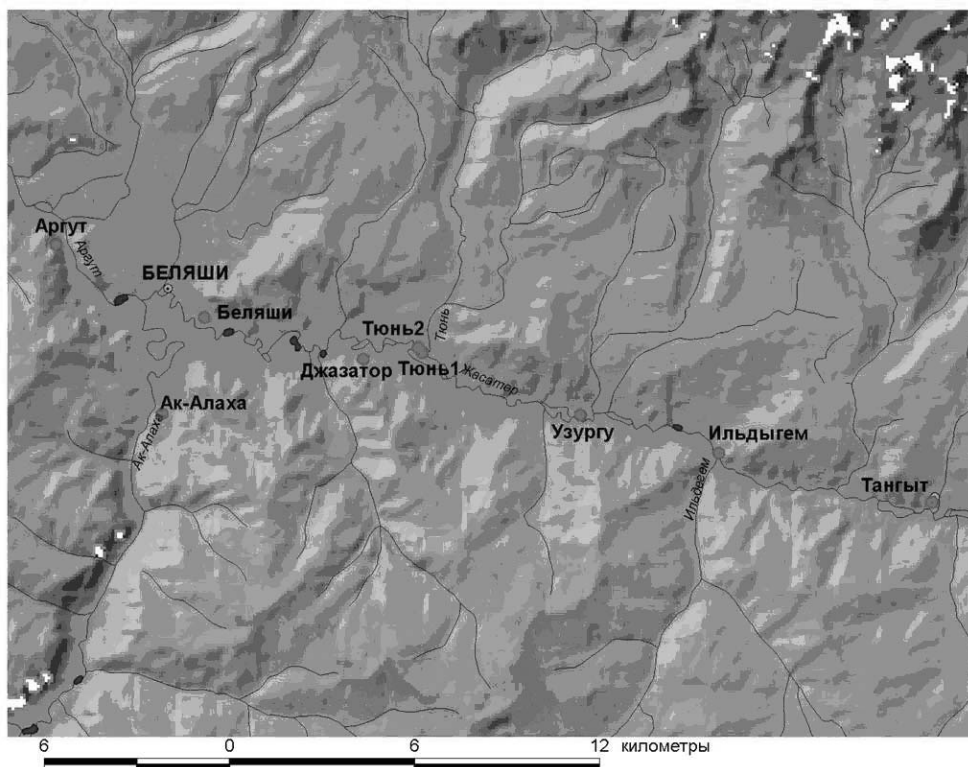 Аргут
Аргут
БЕЛЯШИ
Беляши
Тюнь
Тюнь2
Джазатор
Тюнь1
Жасатер
Ак-Алаха
Ак-Алаха
Узургу
Ильдыгем
Ильдегем
Тангыт
6 0 6 12 километры